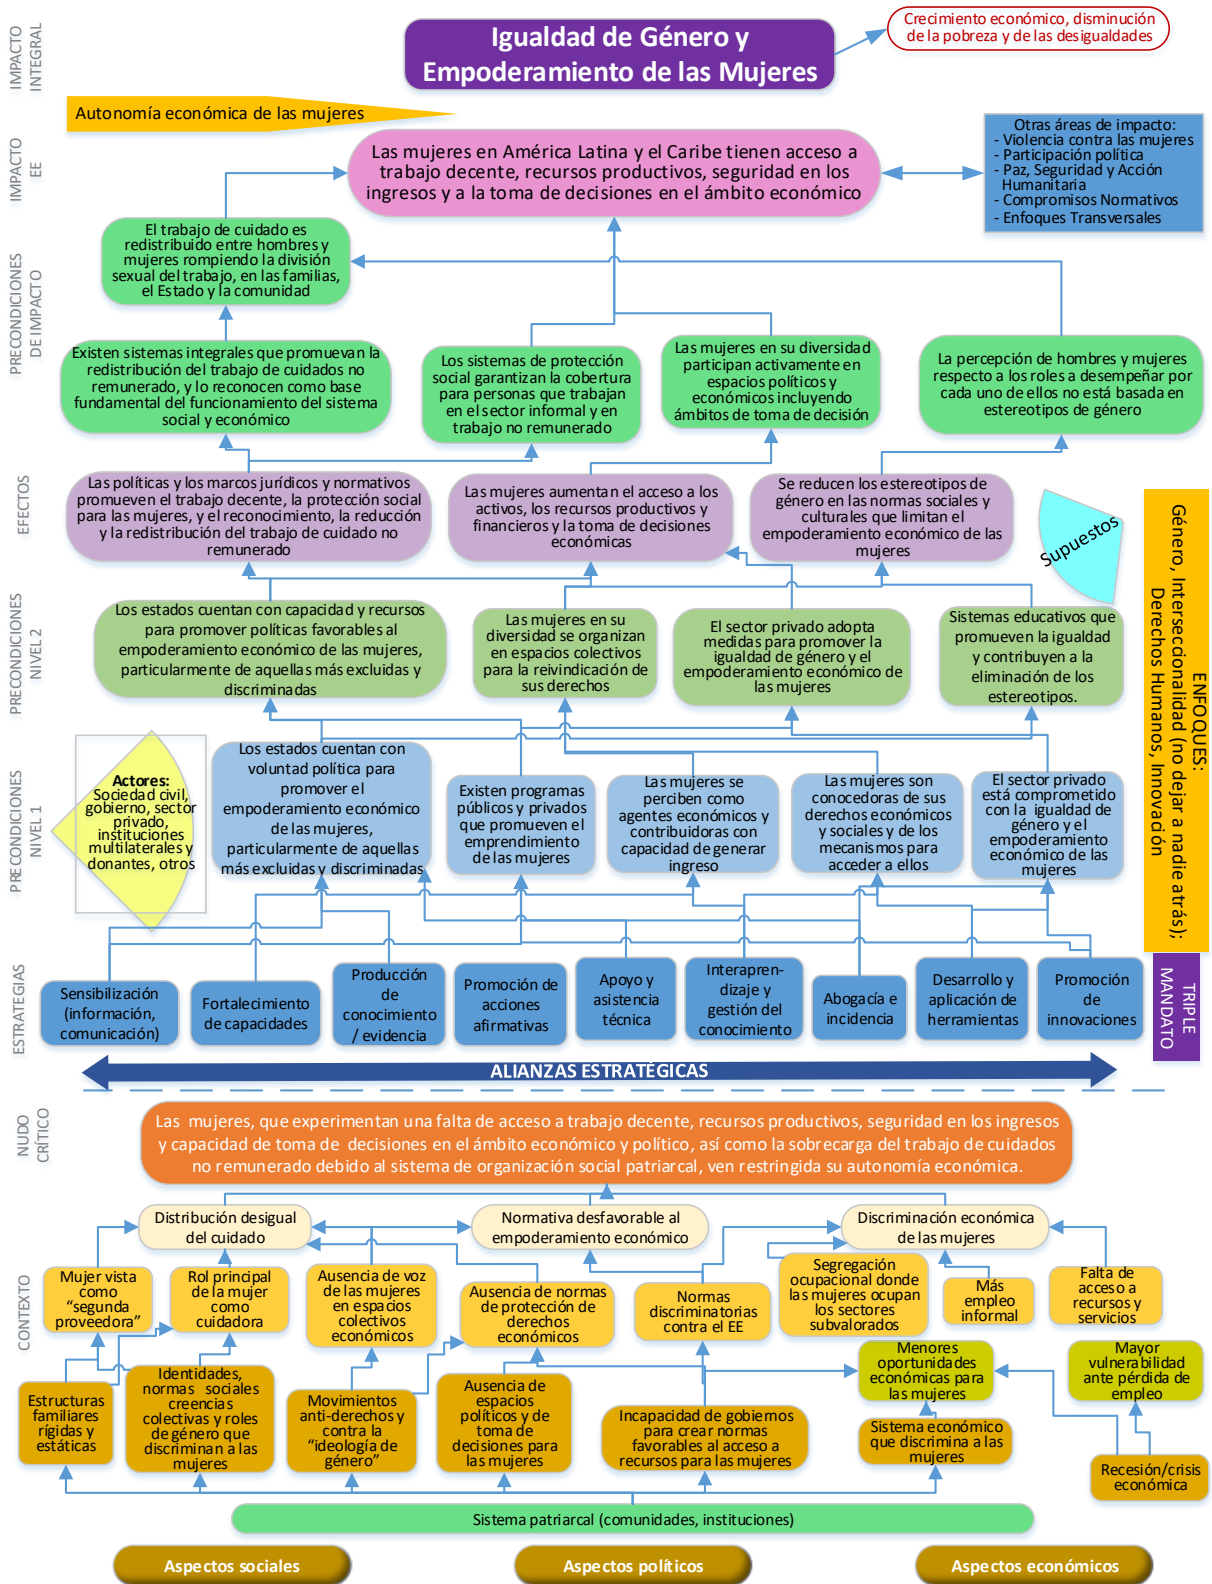 IMPACTO
INTEGRAL
Igualdad de Género y
Empoderamiento de las Mujeres
Crecimiento económico, disminución
de la pobreza y de las desigualdades
Autonomía económica de las mujeres
IMPACTO
EE
Las mujeres en América Latina y el Caribe tienen acceso a
trabajo decente, recursos productivos, seguridad en los
ingresos y a la toma de decisiones en el ámbito económico
Otras áreas de impacto:
- Violencia contra las mujeres
- Participación política
- Paz, Seguridad y Acción
Humanitaria
- Compromisos Normativos
- Enfoques Transversales
PRECONDICIONES
DE IMPACTO
El trabajo de cuidado es
redistribuido entre hombres y
mujeres rompiendo la división
sexual del trabajo, en las familias,
el Estado y la comunidad
Existen sistemas integrales que promuevan la
redistribución del trabajo de cuidados no
remunerado, y lo reconocen como base
fundamental del funcionamiento del sistema
social y económico
Los sistemas de protección
social garantizan la cobertura
para personas que trabajan
en el sector informal y en
trabajo no remunerado
Las mujeres en su diversidad
participan activamente en
espacios políticos y
económicos incluyendo
ámbitos de toma de decisión
La percepción de hombres y mujeres
respecto a los roles a desempeñar por
cada uno de ellos no está basada en
estereotipos de género
EFECTOS
Las políticas y los marcos jurídicos y normativos
promueven el trabajo decente, la protección social
para las mujeres, y el reconocimiento, la reducción
y la redistribución del trabajo de cuidado no
remunerado
Las mujeres aumentan el acceso a los
activos, los recursos productivos y
financieros y la toma de decisiones
económicas
Se reducen los estereotipos de
género en las normas sociales y
culturales que limitan el
empoderamiento económico de las
mujeres
Supuestos
ENFOQUES:
Género, Interseccionalidad (no dejar a nadie atrás);
Derechos Humanos, Innovación
PRECONDICIONES
NIVEL 2
Los estados cuentan con capacidad y recursos
para promover políticas favorables al
empoderamiento económico de las mujeres,
particularmente de aquellas más excluidas y
discriminadas
Las mujeres en su
diversidad se organizan
en espacios colectivos
para la reivindicación de
sus derechos
El sector privado adopta
medidas para promover la
igualdad de género y el
empoderamiento económico de
las mujeres
Sistemas educativos que
promueven la igualdad
y contribuyen a la
eliminación de los
estereotipos.
PRECONDICIONES
NIVEL 1
Actores:
Sociedad civil,
gobierno, sector
privado,
instituciones
multilaterales y
donantes, otros
Los estados cuentan con
voluntad política para
promover el
empoderamiento económico
de las mujeres,
particularmente de aquellas
más excluidas y discriminadas
Existen programas
públicos y privados
que promueven el
emprendimiento
de las mujeres
Las mujeres se
perciben como
agentes económicos y
contribuidoras con
capacidad de generar
ingreso
Las mujeres son
conocedoras de sus
derechos económicos
y sociales y de los
mecanismos para
acceder a ellos
El sector privado
está comprometido
con la igualdad de
género y el
empoderamiento
económico de las
mujeres
ESTRATEGIAS
Sensibilización
(información,
comunicación)
Fortalecimiento
de capacidades
Producción
de
conocimiento
/ evidencia
Promoción de
acciones
afirmativas
Apoyo y
asistencia
técnica
Interapren-
dizaje y
gestión del
conocimiento
Abogacía e
incidencia
Desarrollo y
aplicación de
herramientas
Promoción
de
innovaciones
TRIPLE
MANDATO
ALIANZAS ESTRATÉGICAS
NUDO
CRÍTICO
Las mujeres, que experimentan una falta de acceso a trabajo decente, recursos productivos, seguridad en los ingresos
y capacidad de toma de decisiones en el ámbito económico y político, así como la sobrecarga del trabajo de cuidados
no remunerado debido al sistema de organización social patriarcal, ven restringida su autonomía económica.
CONTEXTO
Distribución desigual
del cuidado
Normativa desfavorable al
empoderamiento económico
Discriminación económica
de las mujeres
Mujer vista
como
"segunda
proveedora"
Rol principal
de la mujer
como
cuidadora
Ausencia de voz
de las mujeres
en espacios
colectivos
económicos
Ausencia de normas
de protección de
derechos
económicos
Normas
discriminatorias
contra el EE
Segregación
ocupacional donde
las mujeres ocupan
los sectores
subvalorados
Más
empleo
informal
Falta de
acceso a
recursos y
servicios
Menores
oportunidades
económicas para
las mujeres
Mayor
vulnerabilidad
ante pérdida de
empleo
Estructuras
familiares
rígidas y
estáticas
Identidades,
normas sociales
creencias
colectivas y roles
de género que
discriminan a las
mujeres
Movimientos
anti-derechos y
contra la
"ideología de
género"
Ausencia de
espacios
políticos y de
toma de
decisiones para
las mujeres
Incapacidad de gobiernos
para crear normas
favorables al acceso a
recursos para las mujeres
Sistema económico
que discrimina a las
mujeres
Recesión/crisis
económica
Sistema patriarcal (comunidades, instituciones)
Aspectos sociales
Aspectos políticos
Aspectos económicos